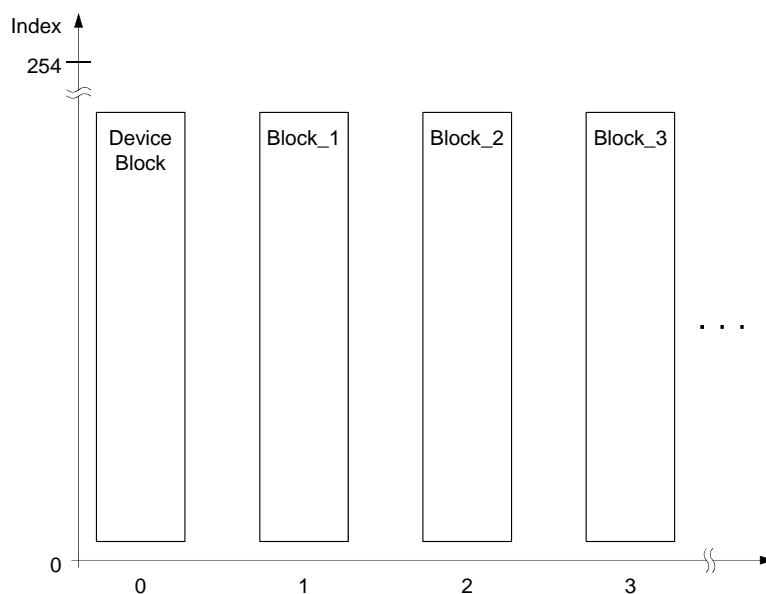 Index
254
Device
Block
Block_1
Block_2
Block_3
. . .
0
0
1
2
3